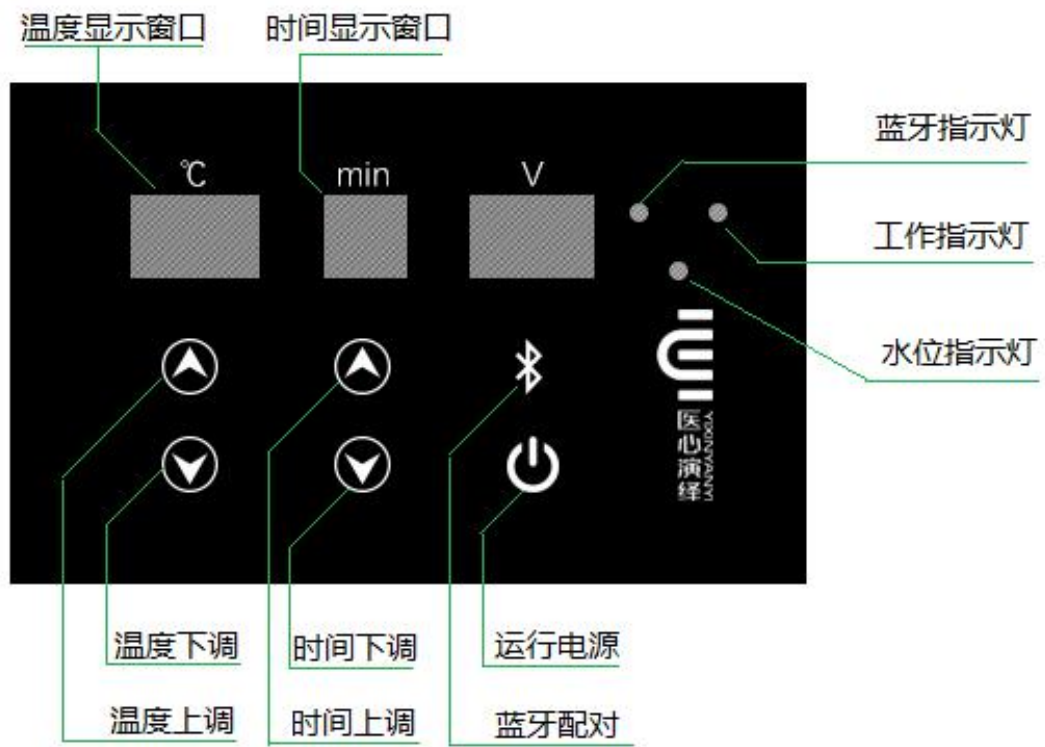 温度显示窗口
时间显示窗口
蓝牙指示灯
℃
min
V
工作指示灯
水位指示灯
医心演绎
YIXINYANYI
温度下调
时间下调
运行电源
温度上调
时间上调
蓝牙配对